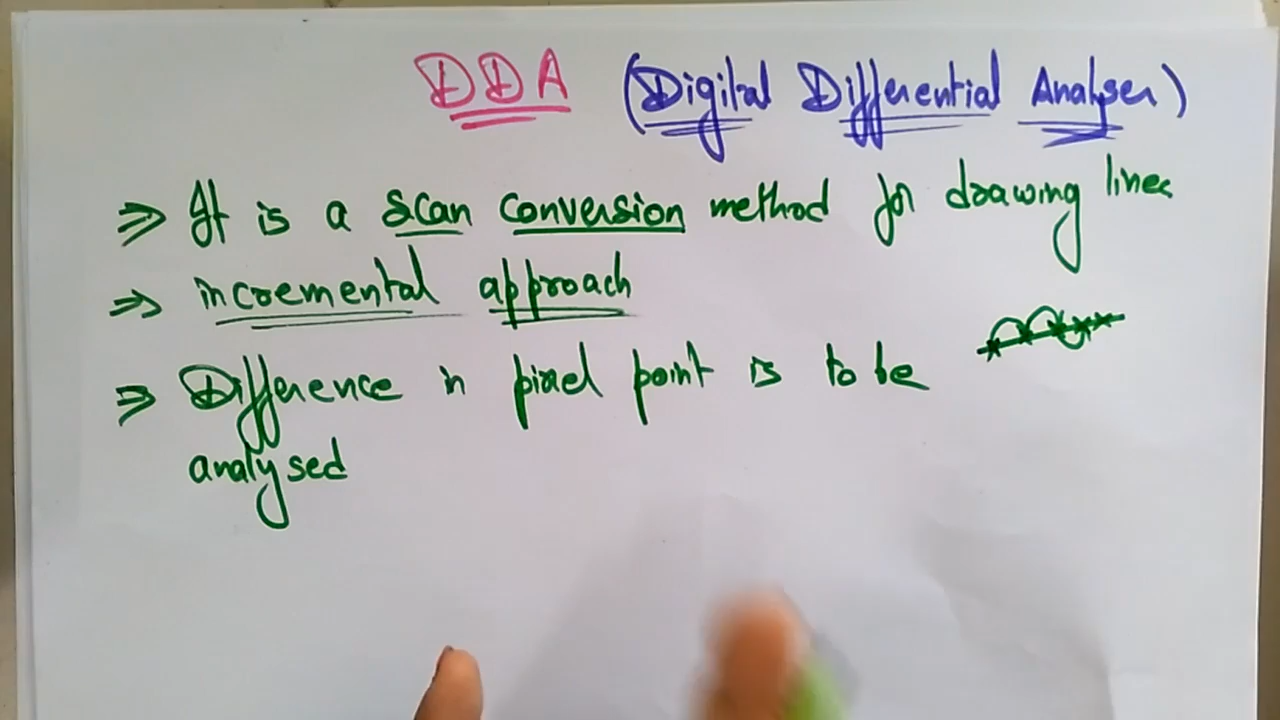 DDA (Digital Differential Analyser)
⇒ It is a scan conversion method for drawing lines
⇒ incremental approach
⇒ Difference in pixel point is to be
analysed